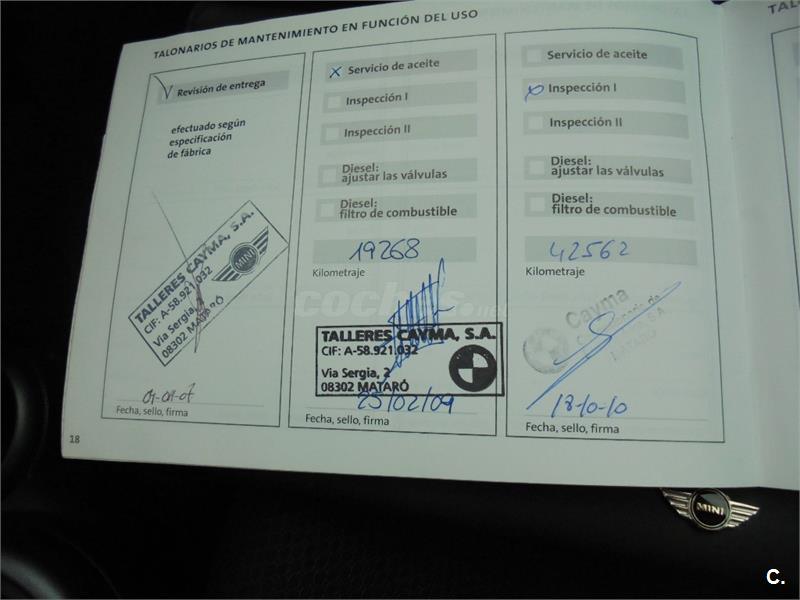 TALONARIOS DE MANTENIMIENTO EN FUNCIÓN DEL USO
Revisión de entrega
efectuado según
especificación
de fábrica
TALLERES CAYMA, S.A.
CIF: A-58.921.032
Via Sergia,
08302 MATARÓ
MINI
Fecha, sello, firma
18
Servicio de aceite
Inspección I
Inspección II
Diesel:
ajustar las válvulas
Diesel:
filtro de combustible
19268
Kilometraje
TALLERES CAYMA, S.A.
CIF: A-58.921.032
Via Sergia, 2
08302 MATARÓ
25/02/09
Fecha, sello, firma
Servicio de aceite
Inspección I
Inspección II
Diesel:
ajustar las válvulas
Diesel:
filtro de combustible
42562
Kilometraje
Cayma
MATARÓ
18-10-10
Fecha, sello, firma
MINI
coches.net
C.